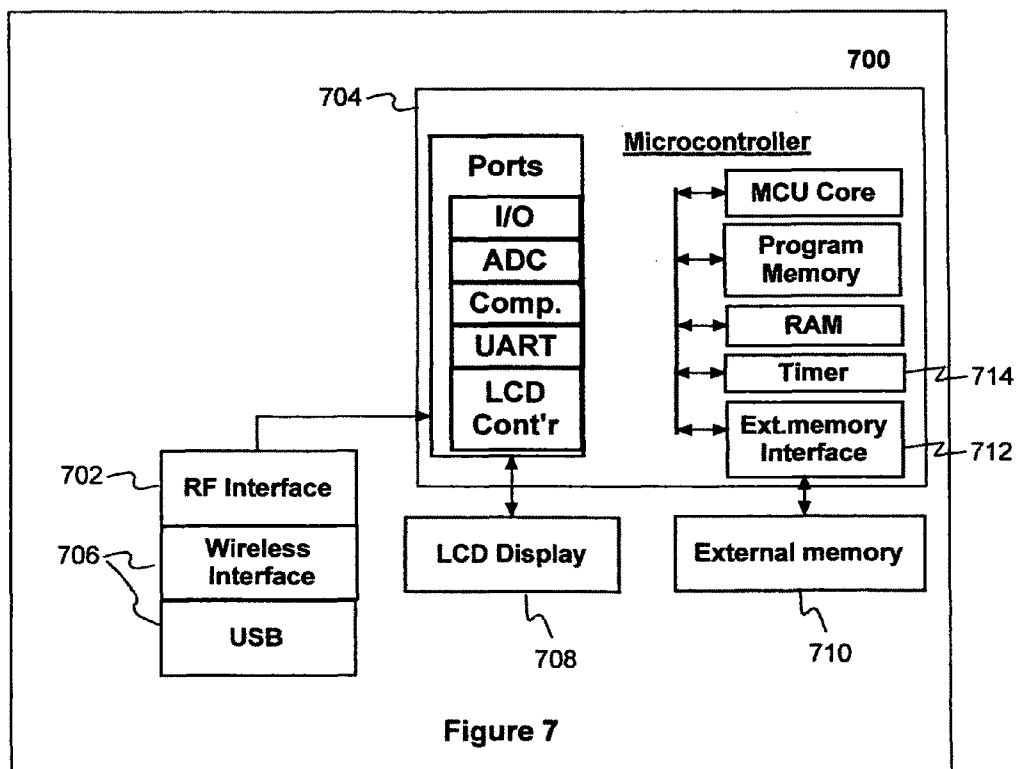 700
704
Microcontroller
Ports
I/O
ADC
Comp.
UART
LCD
Cont'r
MCU Core
Program
Memory
RAM
Timer
714
Ext.memory
Interface
712
702
RF Interface
706
Wireless
Interface
USB
LCD Display
708
External memory
710
Figure 7